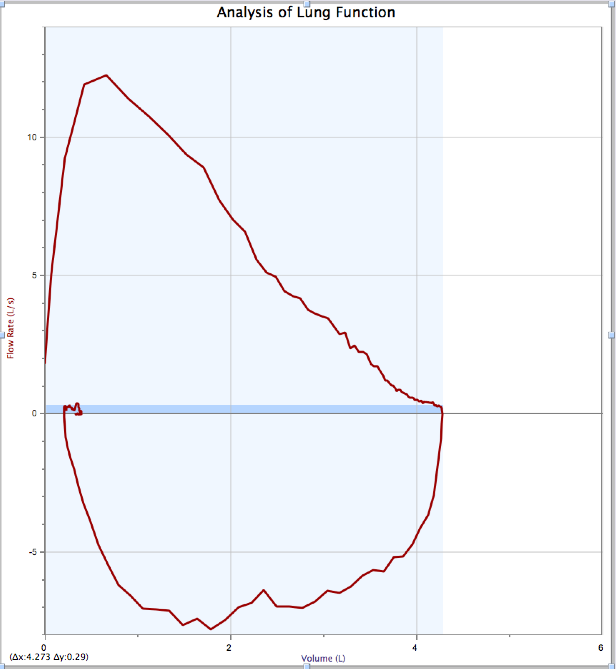 Analysis of Lung Function
10
5
0
-5
Flow Rate (L/s)
0
2
4
6
(Δx:4.273 Δy:0.29)
Volume (L)